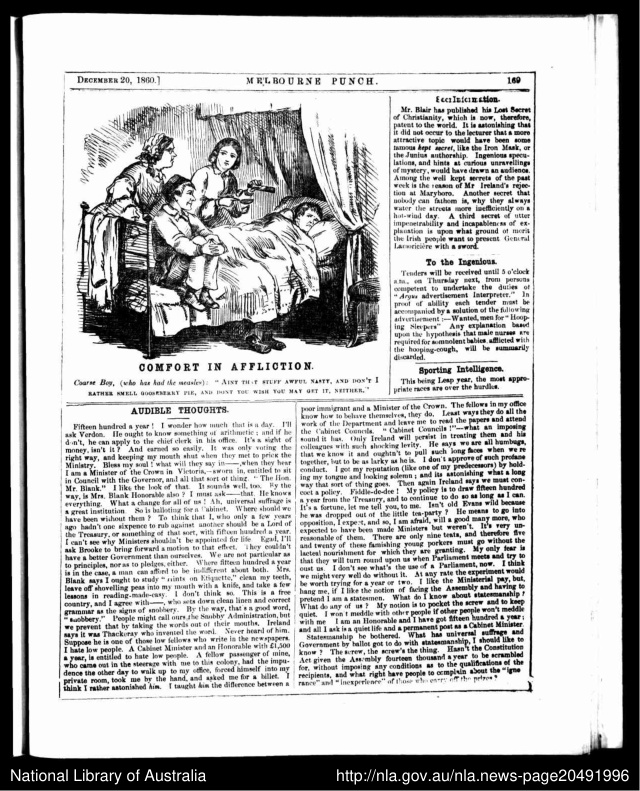 DECEMBER 20, 1860.] MELBOURNE PUNCH. 169
COMFORT IN AFFLICTION.
Coarse Boy, (who has had the measles): "AINT THAT STUFF AWFUL NASTY, AND DON'T I
RATHER SMELL GOOSEBERRY PIE, AND DONT YOU WISH YOU MAY GET IT, NEITHER."
Mr. Blair has published his Lost Secret
of Christianity, which is now, therefore,
patent to the world. It is astonishing that
it did not occur to the lecturer that a more
attractive topic would have been some
famous kept secret, like the Iron Mask, or
the Junius authorship. Ingenious specu-
lations, and hints at curious unravellings
of mystery, would have drawn an audience.
Among the well kept secrets of the past
week is the reason of Mr Ireland's rejec-
tion at Maryboro. Another secret that
nobody can fathom is, why they always
water the streets more inefficiently on a
hot-wind day. A third secret of utter
impenetrability and incapableness of ex-
planation is upon what ground of merit
the Irish people want to present General
Lamoricière with a sword.
To the Ingenious.
Tenders will be received until 5 o'clock
a.m., on Thursday next, from persons
competent to undertake the duties of
"Argus advertisement Interpreter." In
proof of ability each tender must be
accompanied by a solution of the following
advertisement:—Wanted, men for "Hoop-
ing Sleepers" Any explanation based
upon the hypothesis that male nurses are
required for somnolent babies, afflicted with
the hooping-cough, will be summarily
discarded.
Sporting Intelligence.
This being Leap year, the most appro-
priate races are over the hurdles.
AUDIBLE THOUGHTS.
Fifteen hundred a year! I wonder how much that is a day. I'll
ask Verdon. He ought to know something of arithmetic; and if he
don't, he can apply to the chief clerk in his office. It's a sight of
money, isn't it? And earned so easily. It was only voting the
right way, and keeping my mouth shut when they met to price the
Ministry. Bless my soul! what will they say in——,when they hear
I am a Minister of the Crown in Victoria,—sworn in, entitled to sit
in Council with the Governor, and all that sort of thing. "The Hon.
Mr. Blank." I like the look of that. It sounds well, too. By the
way, is Mrs. Blank Honorable also? I must ask——that. He knows
everything. What a change for all of us! Ah, universal suffrage is
a great institution So is balloting for a Cabinet. Where should we
have been without them? To think that I, who only a few years
ago hadn't one sixpence to rub against another should be a Lord of
the Treasury, or something of that sort, with fifteen hundred a year.
I can't see why Ministers shouldn't be appointed for life Egad, I'll
ask Brooke to bring forward a motion to that effect. They couldn't
have a better Government than ourselves. We are not particular as
to principles, nor as to pledges, either. Where fifteen hundred a year
is in the case, a man can afford to be indifferent about both. Mrs.
Blank says I ought to study "Hints on Etiquette," clean my teeth,
leave off shovelling peas into my mouth with a knife, and take a few
lessons in reading-made-easy. I don't think so. This is a free
country, and I agree with——, who sets down clean linen and correct
grammar as the signs of snobbery. By the way, that's a good word,
"snobbery." People might call ours the Snobby Administration, but
we prevent that by taking the words out of their mouths. Ireland
says it was Thackeray who invented the word. Never heard of him.
Suppose he is one of those low fellows who write in the newspapers.
I hate low people. A Cabinet Minister and an Honorable with £1,500
a year, is entitled to hate low people. A fellow passenger of mine,
who came out in the steerage with me to this colony, had the impu-
dence the other day to walk up to my office, forced himself into my
private room, took me by the hand, and asked me for a billet. I
think I rather astonished him. I taught him the difference between a
poor immigrant and a Minister of the Crown. The fellows in my office
know how to behave themselves, they do. Least ways they do all the
work of the Department and leave me to read the papers and attend
the Cabinet Councils. "Cabinet Councils!"—what an imposing
sound it has. Only Ireland will persist in treating them and his
colleagues with such shocking levity. He says we are all humbugs,
that we know it and oughtn't to pull such long faces when we're
together, but to be as larky as he is. I don't approve of such profane
conduct. I got my reputation (like one of my predecessors) by hold-
ing my tongue and looking solemn; and its astonishing what a long
way that sort of thing goes. Then again Ireland says we must con-
coct a policy. Fiddle-de-dee! My policy is to draw fifteen hundred
a year from the Treasury, and to continue to do so as long as I can.
It's a fortune, let me tell you, to me. Isn't old Evans wild because
he was dropped out of the little tea-party? He means to go into
opposition, I expect, and so, I am afraid, will a good many more, who
expected to have been made Ministers but weren't. It's very un-
reasonable of them. There are only nine teats, and therefore five
and twenty of these famishing young porkers must go without the
lacteal nourishment for which they are grunting. My only fear is
that they will turn round upon us when Parliament meets and try to
oust us. I don't see what's the use of a Parliament, now. I think
we might very well do without it. At any rate the experiment would
be worth trying for a year or two. I like the Ministerial pay, but,
hang me, if I like the notion of facing the Assembly and having to
pretend I am a statesman. What do I know about statesmanship?
What do any of us? My notion is to pocket the screw and to keep
quiet. I won't meddle with other people if other people won't meddle
with me I am an Honorable and I have got fifteen hundred a year;
and all I ask is a quiet life and a permanent post as a Cabinet Minister.
Statesmanship be bothered. What has universal suffrage and
Government by ballot got to do with statesmanship, I should like to
know? The screw, the screw's the thing. Hasn't the Constitution
Act given the Assembly fourteen thousand a year to be scrambled
for, without imposing any conditions as to the qualifications of the
recipients, and what right have people to complain about the "igno
rance" and "inexperience" of those who carry off the prizes?
National Library of Australia http://nla.gov.au/nla.news-page20491996